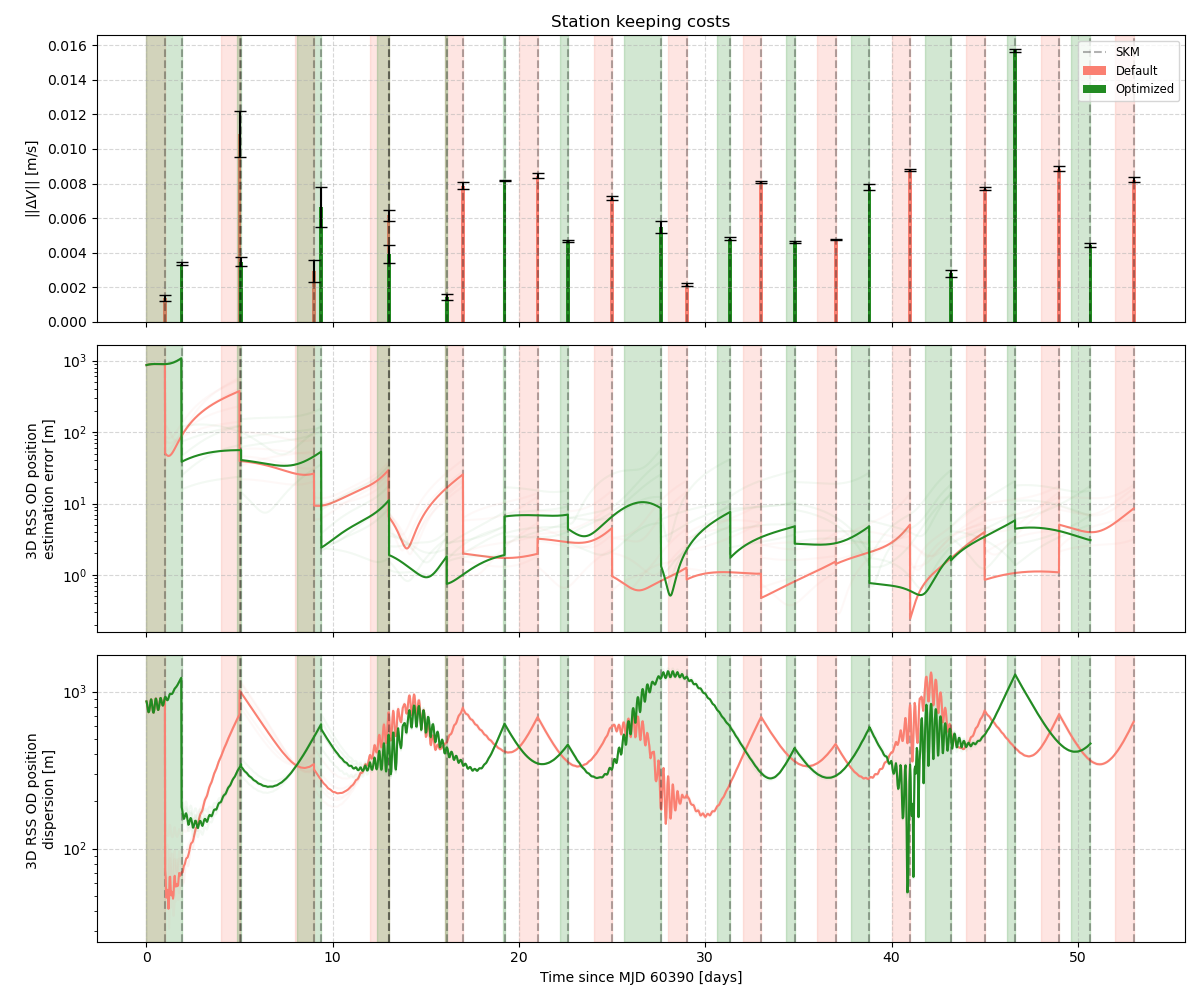 Station keeping costs
0.016
0.014
0.012
0.010
0.008
0.006
0.004
0.002
0.000
||ΔV|| [m/s]
SKM
Default
Optimized
10³
10²
10¹
10⁰
3D RSS OD position
estimation error [m]
10³
10²
3D RSS OD position
dispersion [m]
0 10 20 30 40 50
Time since MJD 60390 [days]